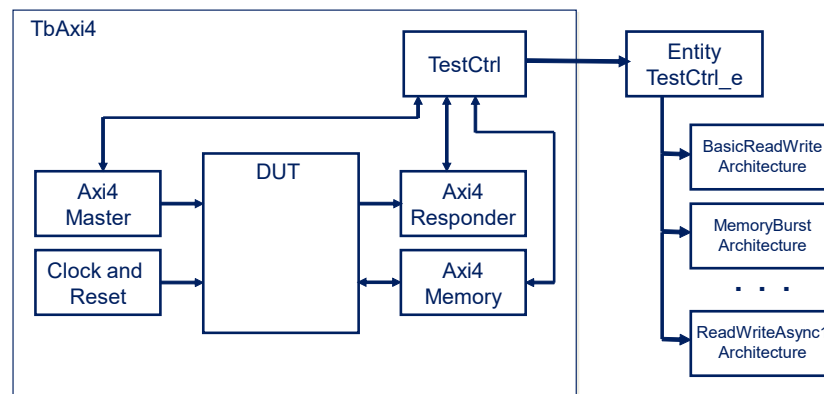 TbAxi4
TestCtrl
Entity
TestCtrl_e
BasicReadWrite
Architecture
DUT
Axi4
Master
Axi4
Responder
MemoryBurst
Architecture
Clock and
Reset
Axi4
Memory
. . .
ReadWriteAsync1
Architecture